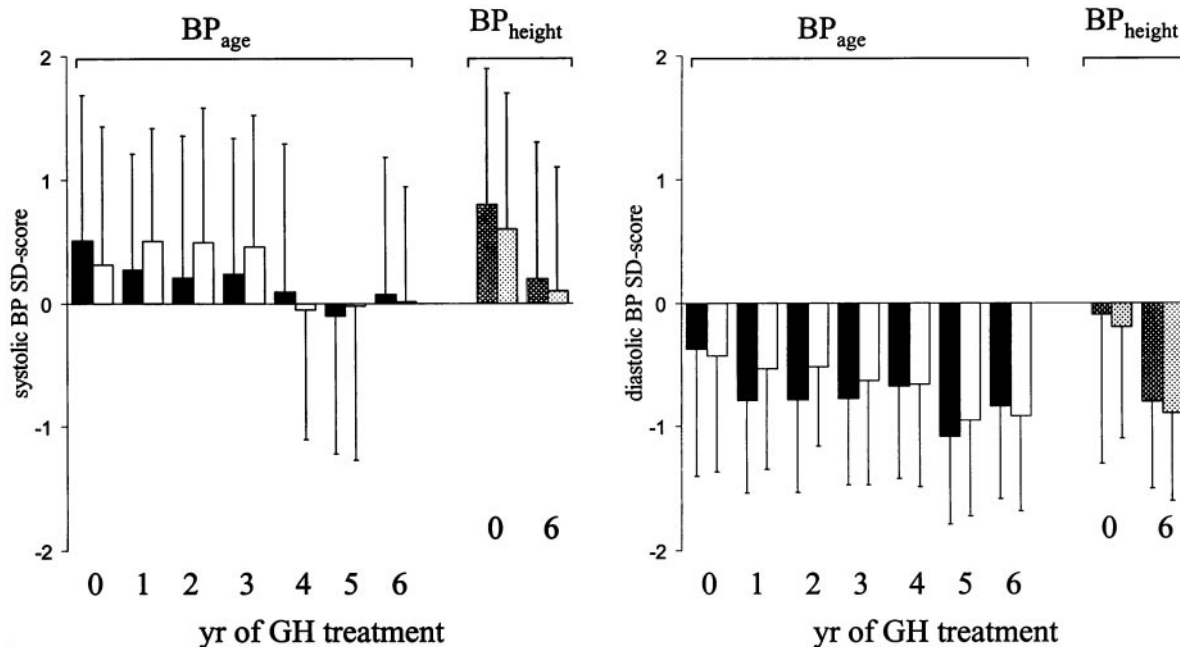 BPage
BPheight
2
1
0
-1
-2
systolic BP SD-score
0 6
0 1 2 3 4 5 6
yr of GH treatment
BPage
BPheight
2
1
0
-1
-2
diastolic BP SD-score
0 6
0 1 2 3 4 5 6
yr of GH treatment